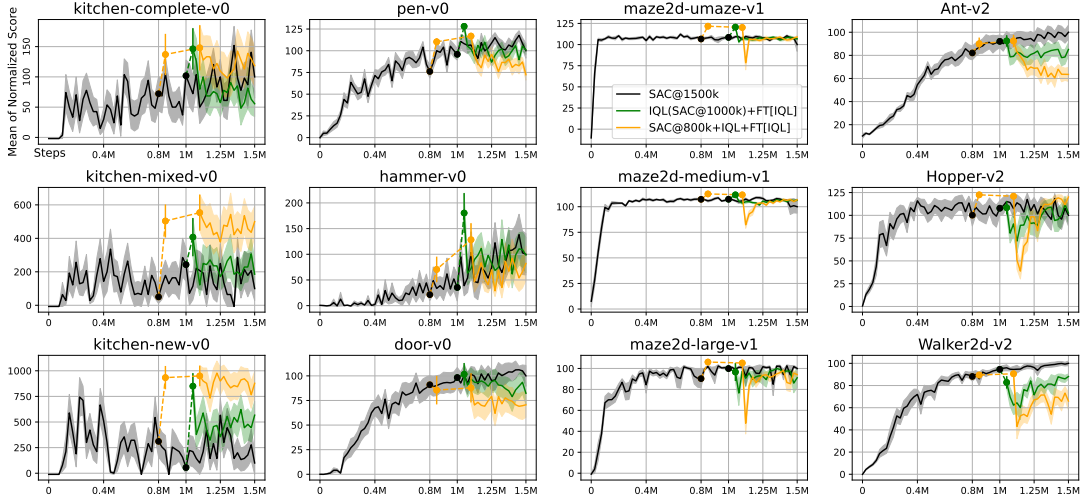 kitchen-complete-v0
pen-v0
maze2d-umaze-v1
Ant-v2
Mean of Normalized Score
150
100
50
0
Steps
0.4M
0.8M
1M
1.25M
1.5M
125
100
75
50
25
0
0
0.4M
0.8M
1M
1.25M
1.5M
125
100
75
50
25
0
SAC@1500k
IQL(SAC@1000k)+FT[IQL]
SAC@800k+IQL+FT[IQL]
0
0.4M
0.8M
1M
1.25M
1.5M
100
80
60
40
20
0
0.4M
0.8M
1M
1.25M
1.5M
kitchen-mixed-v0
hammer-v0
maze2d-medium-v1
Hopper-v2
600
400
200
0
0
0.4M
0.8M
1M
1.25M
1.5M
200
150
100
50
0
0
0.4M
0.8M
1M
1.25M
1.5M
100
75
50
25
0
0
0.4M
0.8M
1M
1.25M
1.5M
125
100
75
50
25
0
0
0.4M
0.8M
1M
1.25M
1.5M
kitchen-new-v0
door-v0
maze2d-large-v1
Walker2d-v2
1000
750
500
250
0
0
0.4M
0.8M
1M
1.25M
1.5M
100
75
50
25
0
0
0.4M
0.8M
1M
1.25M
1.5M
100
80
60
40
20
0
0
0.4M
0.8M
1M
1.25M
1.5M
100
80
60
40
20
0
0
0.4M
0.8M
1M
1.25M
1.5M